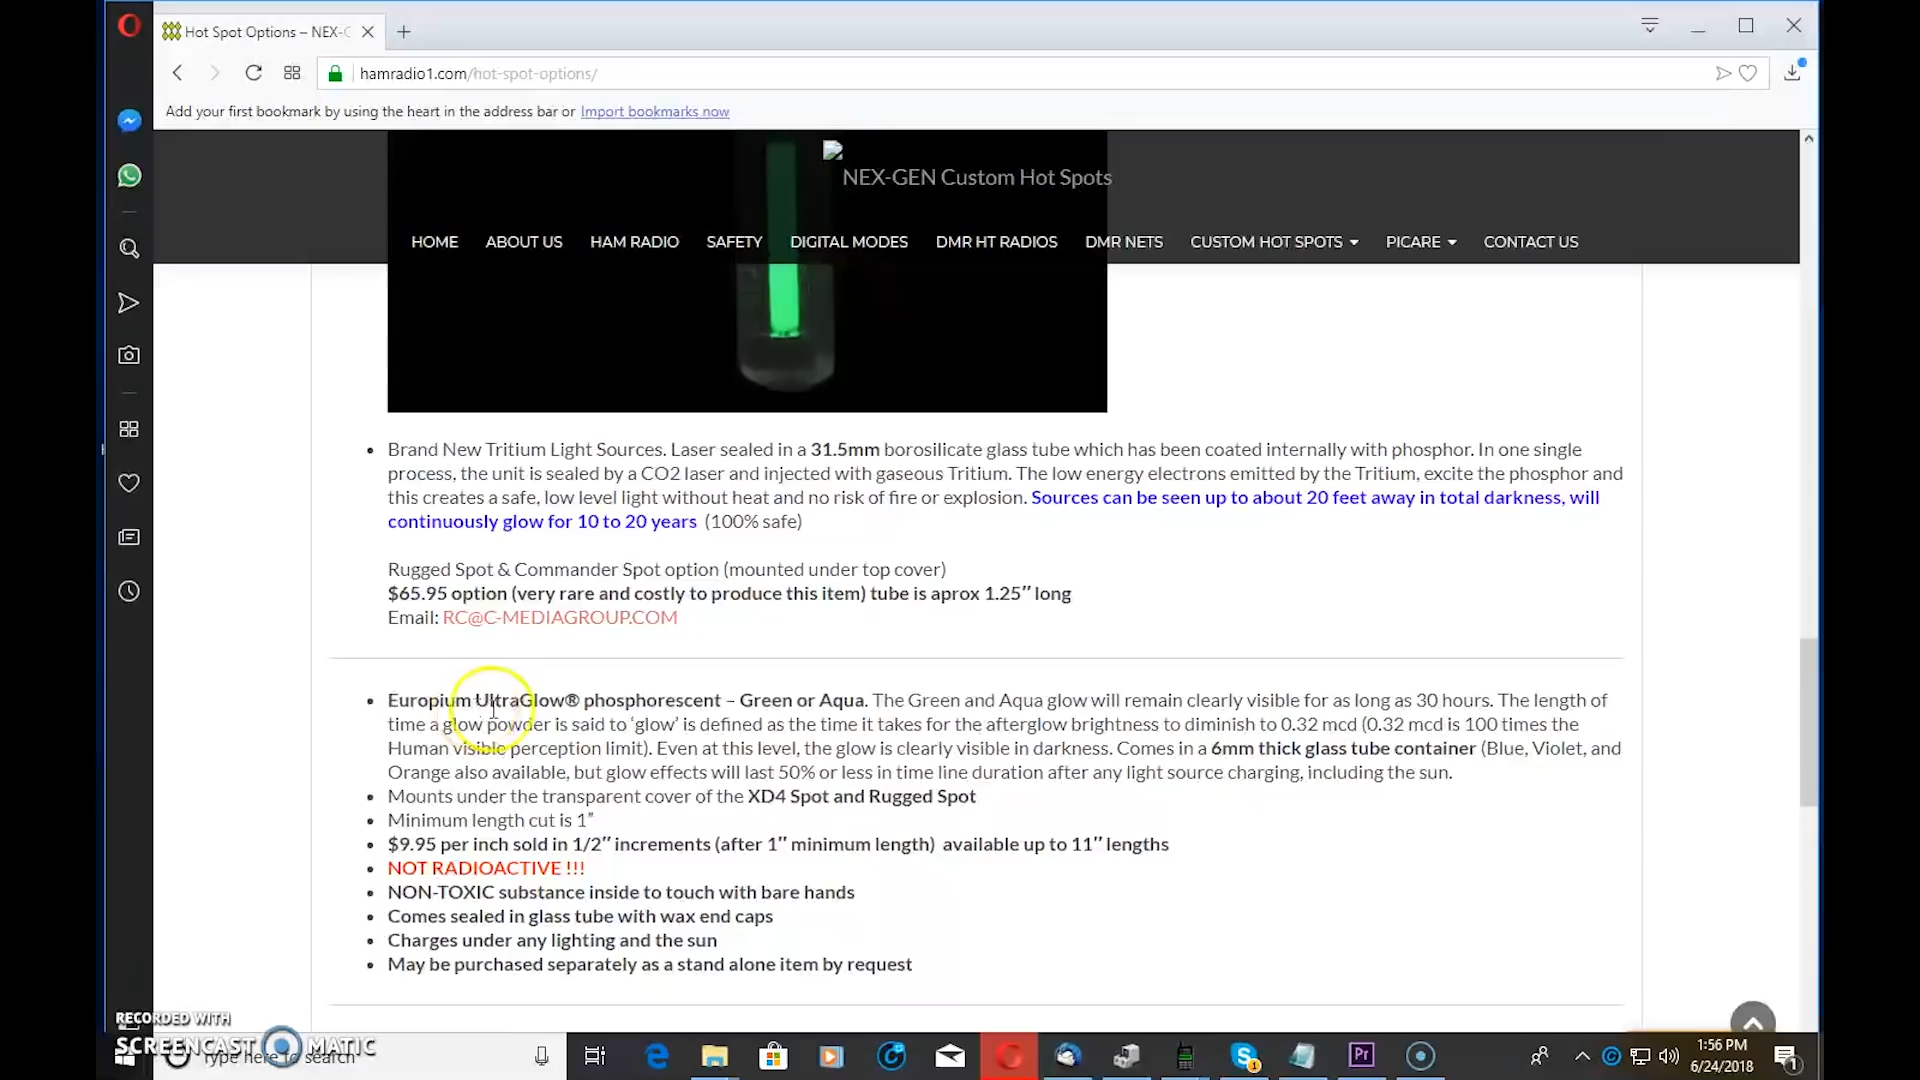 Hot Spot Options – NEX-G
hamradio1.com/hot-spot-options/
Add your first bookmark by using the heart in the address bar or Import bookmarks now
NEX-GEN Custom Hot Spots
HOME ABOUT US HAM RADIO SAFETY DIGITAL MODES DMR HT RADIOS DMR NETS CUSTOM HOT SPOTS PICARE CONTACT US
Brand New Tritium Light Sources. Laser sealed in a 31.5mm borosilicate glass tube which has been coated internally with phosphor. In one single
process, the unit is sealed by a CO2 laser and injected with gaseous Tritium. The low energy electrons emitted by the Tritium, excite the phosphor and
this creates a safe, low level light without heat and no risk of fire or explosion. Sources can be seen up to about 20 feet away in total darkness, will
continuously glow for 10 to 20 years (100% safe)
Rugged Spot & Commander Spot option (mounted under top cover)
$65.95 option (very rare and costly to produce this item) tube is aprox 1.25″ long
Email: RC@C-MEDIAGROUP.COM
Europium UltraGlow® phosphorescent – Green or Aqua. The Green and Aqua glow will remain clearly visible for as long as 30 hours. The length of
time a glow powder is said to ‘glow’ is defined as the time it takes for the afterglow brightness to diminish to 0.32 mcd (0.32 mcd is 100 times the
Human visible perception limit). Even at this level, the glow is clearly visible in darkness. Comes in a 6mm thick glass tube container (Blue, Violet, and
Orange also available, but glow effects will last 50% or less in time line duration after any light source charging, including the sun.
Mounts under the transparent cover of the XD4 Spot and Rugged Spot
Minimum length cut is 1”
$9.95 per inch sold in 1/2″ increments (after 1″ minimum length) available up to 11″ lengths
NOT RADIOACTIVE !!!
NON-TOXIC substance inside to touch with bare hands
Comes sealed in glass tube with wax end caps
Charges under any lighting and the sun
May be purchased separately as a stand alone item by request
RECORDED WITH
SCREENCAST MATIC
Type here to search
Pr
1
1:56 PM
6/24/2018
1